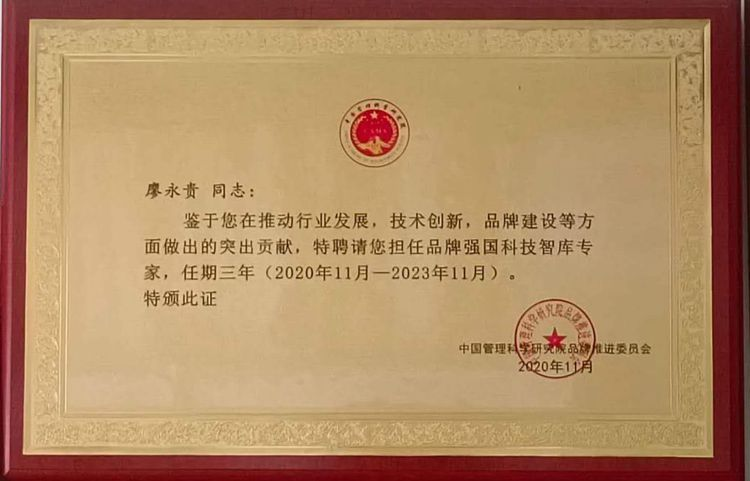 廖永贵 同志：
鉴于您在推动行业发展，技术创新，品牌建设等方
面做出的突出贡献，特聘请您担任品牌强国科技智库专
家，任期三年（2020年11月—2023年11月）。
特颁此证
中国管理科学研究院品牌推进委员会
2020年11月